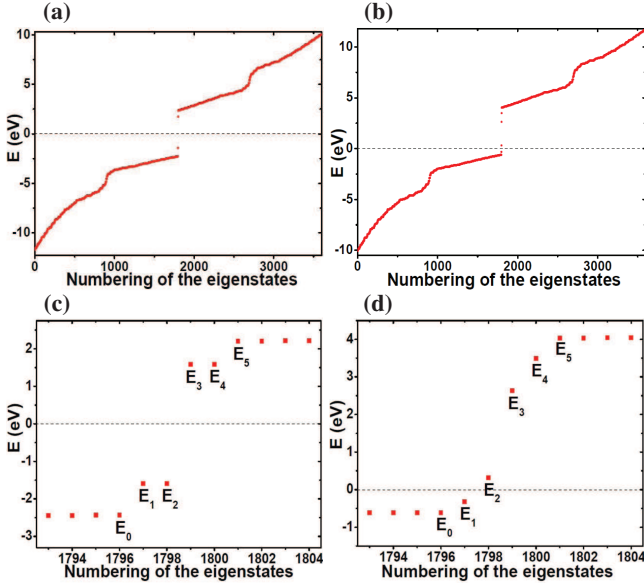 (a)
(b)
10
5
0
-5
-10
E (eV)
0 1000 2000 3000
Numbering of the eigenstates
10
5
0
-5
-10
E (eV)
0 1000 2000 3000
Numbering of the eigenstates
(c)
(d)
2
1
0
-1
-2
-3
E (eV)
E0
E1
E2
E3
E4
E5
1794 1796 1798 1800 1802 1804
Numbering of the eigenstates
4
3
2
1
0
-1
E (eV)
E0
E1
E2
E3
E4
E5
1794 1796 1798 1800 1802 1804
Numbering of the eigenstates